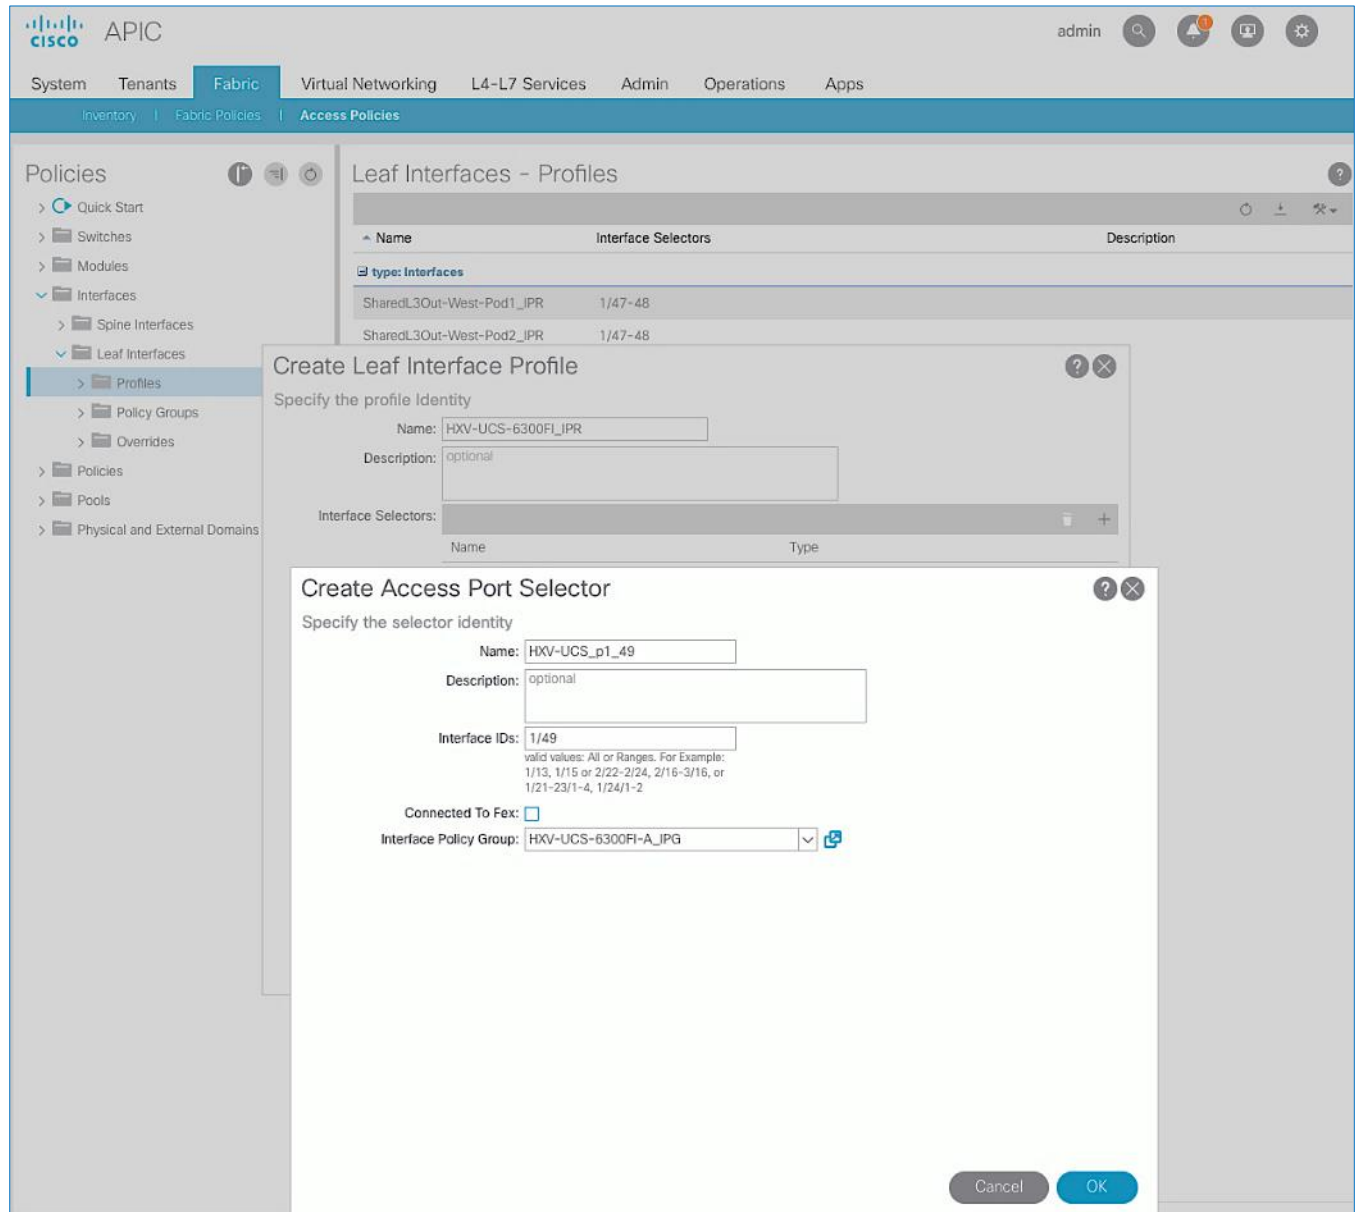 CISCO APIC admin 1
System Tenants Fabric Virtual Networking L4-L7 Services Admin Operations Apps
Inventory | Fabric Policies | Access Policies
Policies
Quick Start
Switches
Modules
Interfaces
Spine Interfaces
Leaf Interfaces
Profiles
Policy Groups
Overrides
Policies
Pools
Physical and External Domains
Leaf Interfaces - Profiles
Name Interface Selectors Description
type: Interfaces
SharedL3Out-West-Pod1_IPR 1/47-48
SharedL3Out-West-Pod2_IPR 1/47-48
Create Leaf Interface Profile
Specify the profile Identity
Name: HXV-UCS-6300FI_IPR
Description: optional
Interface Selectors:
Name Type
Create Access Port Selector
Specify the selector identity
Name: HXV-UCS_p1_49
Description: optional
Interface IDs: 1/49
valid values: All or Ranges. For Example:
1/13, 1/15 or 2/22-2/24, 2/16-3/16, or
1/21-23/1-4, 1/24/1-2
Connected To Fex:
Interface Policy Group: HXV-UCS-6300FI-A_IPG
Cancel OK